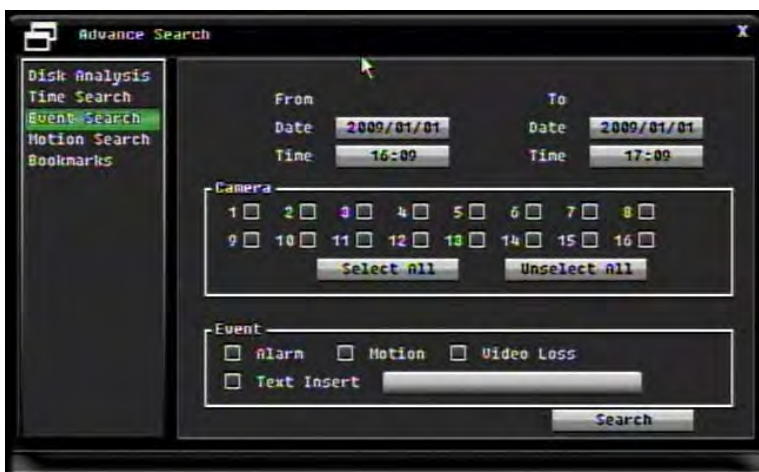 Advance Search X
Disk Analysis
Time Search
Event Search
Motion Search
Bookmarks
From To
Date 2009/01/01 Date 2009/01/01
Time 16:09 Time 17:09
Camera
1 2 3 4 5 6 7 8
9 10 11 12 13 14 15 16
Select All Unselect All
Event
Alarm Motion Video Loss
Text Insert
Search